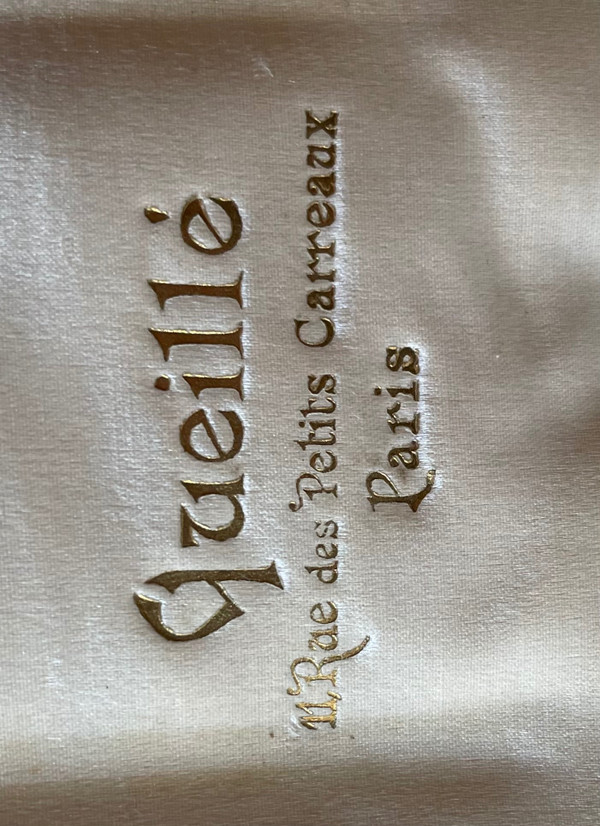 Queillé
11, Rue des Petits Carreaux
Paris